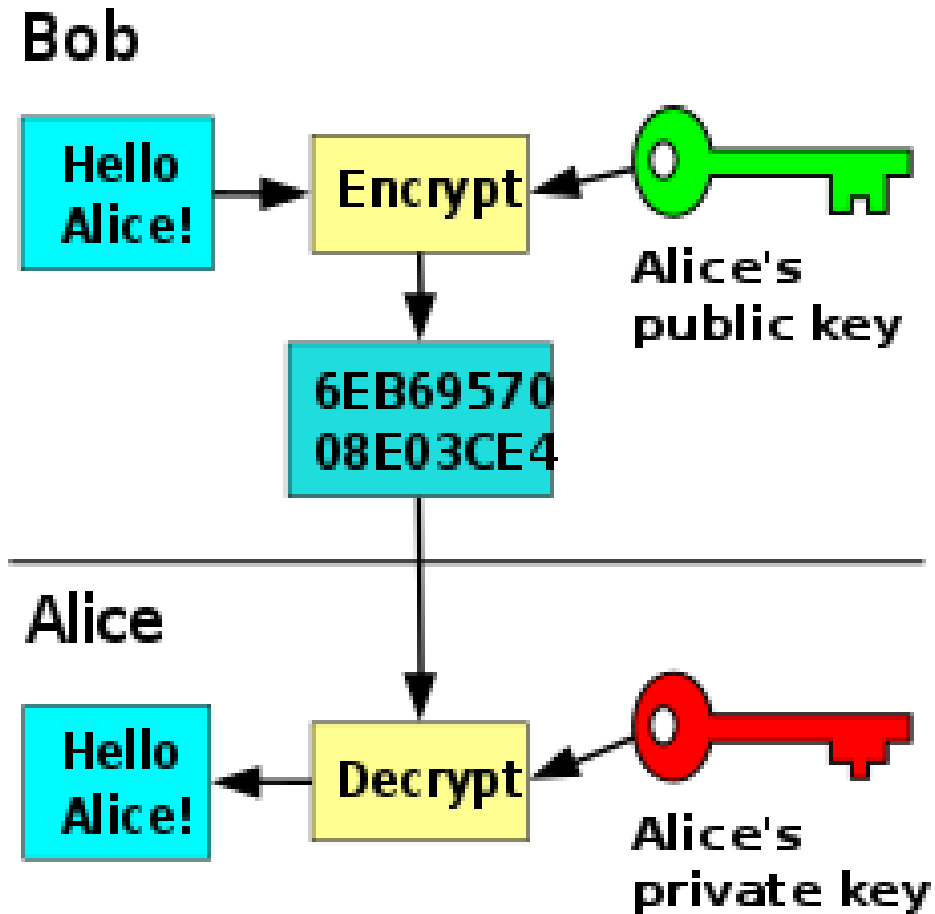 Bob
Hello
Alice!
Encrypt
Alice's
public key
6EB69570
08E03CE4
Alice
Hello
Alice!
Decrypt
Alice's
private key